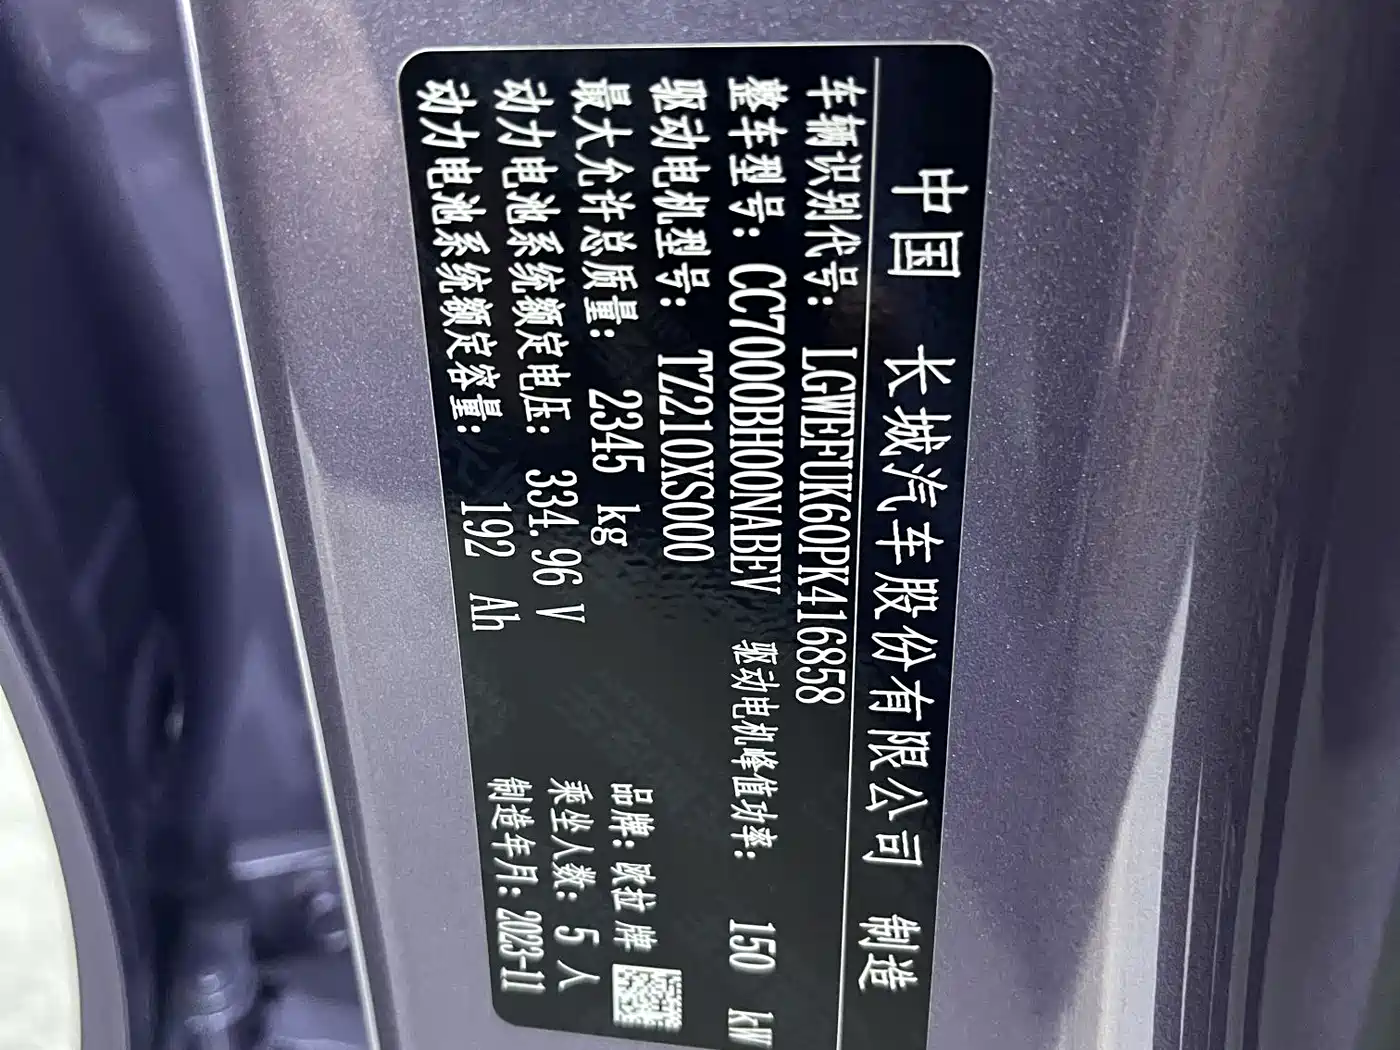 中国 长城汽车股份有限公司 制造
车辆识别代号: LGWEFUK60PK416858
整车型号: CC7000BH00NABEV 驱动电机峰值功率: 150 kW
驱动电机型号: TZ210XS000
最大允许总质量: 2345 kg 品牌: 欧拉 牌
动力电池系统额定电压: 334.96 V 乘坐人数: 5 人
动力电池系统额定容量: 192 Ah 制造年月: 2023-11